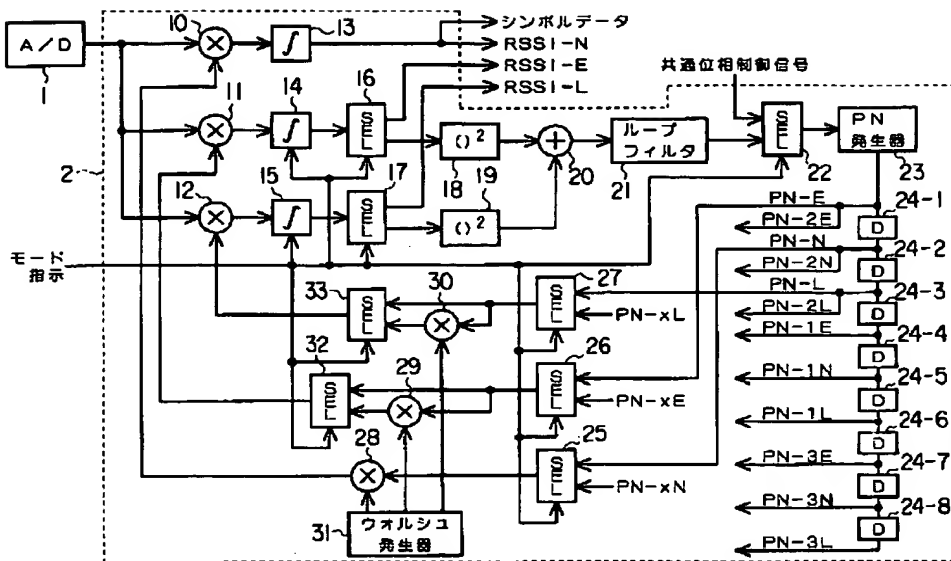 A/D
1
10
13
シンボルデータ
RSSI-N
RSSI-E
RSSI-L
共通位相制御信号
11
14
16
SEL
( )²
18
20
ループ
フィルタ
21
SEL
22
PN
発生器
23
2
12
15
17
SEL
19
( )²
PN-E
PN-2E
24-1
D
PN-N
PN-2N
24-2
D
PN-L
PN-2L
24-3
D
モード
指示
33
SEL
30
27
SEL
PN-xL
PN-1E
24-4
D
32
SEL
29
26
SEL
PN-xE
PN-1N
24-5
D
PN-1L
24-6
D
28
25
SEL
PN-xN
PN-3E
24-7
D
PN-3N
24-8
D
PN-3L
31
ウォルシュ
発生器